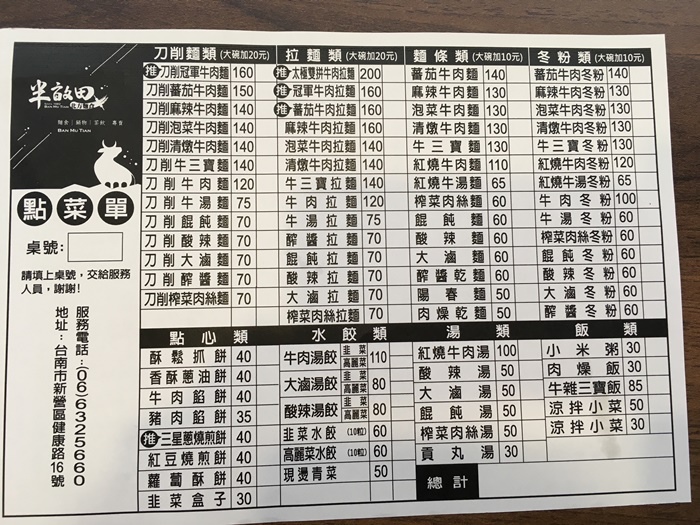 半畝田
BAN MU TIAN
BAN MU TIAN
點菜單
桌號:
請填上桌號,交給服務
人員,謝謝!
服務電話:(06)6325660
地址:台南市新營區健康路16號
刀削麵類(大碗加20元)
推 刀削冠軍牛肉麵 160
刀削蕃茄牛肉麵 150
刀削麻辣牛肉麵 140
刀削泡菜牛肉麵 140
刀削清燉牛肉麵 140
刀削牛三寶麵 140
刀削牛肉麵 120
刀削牛湯麵 75
刀削餛飩麵 70
刀削酸辣麵 70
刀削大滷麵 70
刀削醡醬麵 70
刀削榨菜肉絲麵 70
拉麵類(大碗加20元)
推 太極雙拼牛肉拉麵 200
推 冠軍牛肉拉麵 160
推 蕃茄牛肉拉麵 160
麻辣牛肉拉麵 160
泡菜牛肉拉麵 140
清燉牛肉拉麵 140
牛三寶拉麵 140
牛肉拉麵 120
牛湯拉麵 75
醡醬拉麵 70
餛飩拉麵 70
酸辣拉麵 70
大滷拉麵 70
榨菜肉絲拉麵 70
麵條類(大碗加10元)
蕃茄牛肉麵 140
麻辣牛肉麵 130
泡菜牛肉麵 130
清燉牛肉麵 130
牛三寶麵 130
紅燒牛肉麵 110
紅燒牛湯麵 65
榨菜肉絲麵 60
餛飩麵 60
酸辣麵 60
大滷麵 60
醡醬乾麵 60
陽春麵 50
肉燥乾麵 50
冬粉類(大碗加10元)
蕃茄牛肉冬粉 140
麻辣牛肉冬粉 130
泡菜牛肉冬粉 130
清燉牛肉冬粉 130
牛三寶冬粉 130
紅燒牛肉冬粉 120
紅燒牛湯冬粉 65
牛肉冬粉 100
牛湯冬粉 60
榨菜肉絲冬粉 60
餛飩冬粉 60
酸辣冬粉 60
大滷冬粉 60
醡醬冬粉 60
點心類
酥鬆抓餅 40
香酥蔥油餅 40
牛肉餡餅 40
豬肉餡餅 35
推 三星蔥燒煎餅 40
紅豆燒煎餅 40
蘿蔔酥餅 40
韭菜盒子 30
水餃類
牛肉湯餃 韭菜 高麗菜 110
大滷湯餃 韭菜 高麗菜 80
酸辣湯餃 韭菜 高麗菜 80
韭菜水餃 (10粒) 60
高麗菜水餃 (10粒) 60
現燙青菜 50
湯類
紅燒牛肉湯 100
酸辣湯 50
大滷湯 50
餛飩湯 50
榨菜肉絲湯 50
貢丸湯 30
飯類
小米粥 30
肉燥飯 30
牛雜三寶飯 85
涼拌小菜 50
涼拌小菜 30
總計